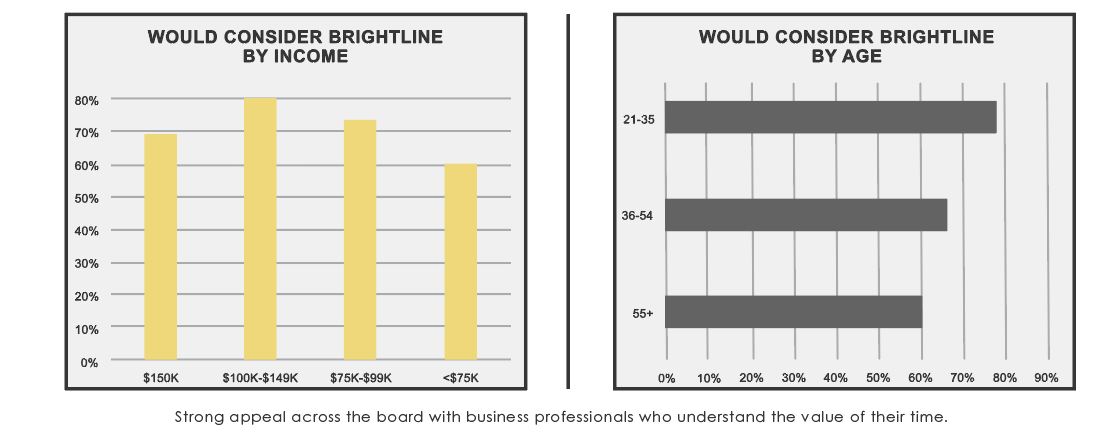 WOULD CONSIDER BRIGHTLINE
BY INCOME
80%
70%
60%
50%
40%
30%
20%
10%
0%
$150K $100K-$149K $75K-$99K <$75K
WOULD CONSIDER BRIGHTLINE
BY AGE
21-35
36-54
55+
0% 10% 20% 30% 40% 50% 60% 70% 80% 90%
Strong appeal across the board with business professionals who understand the value of their time.